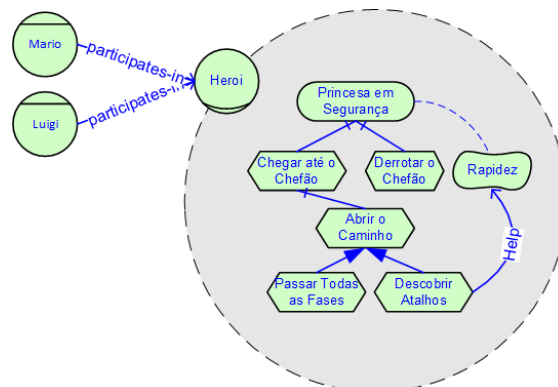 Mario
participates-in
Heroi
participates-in
Luigi
Princesa em
Segurança
Chegar até o
Chefão
Derrotar o
Chefão
Rapidez
Abrir o
Caminho
Help
Passar Todas
as Fases
Descobrir
Atalhos